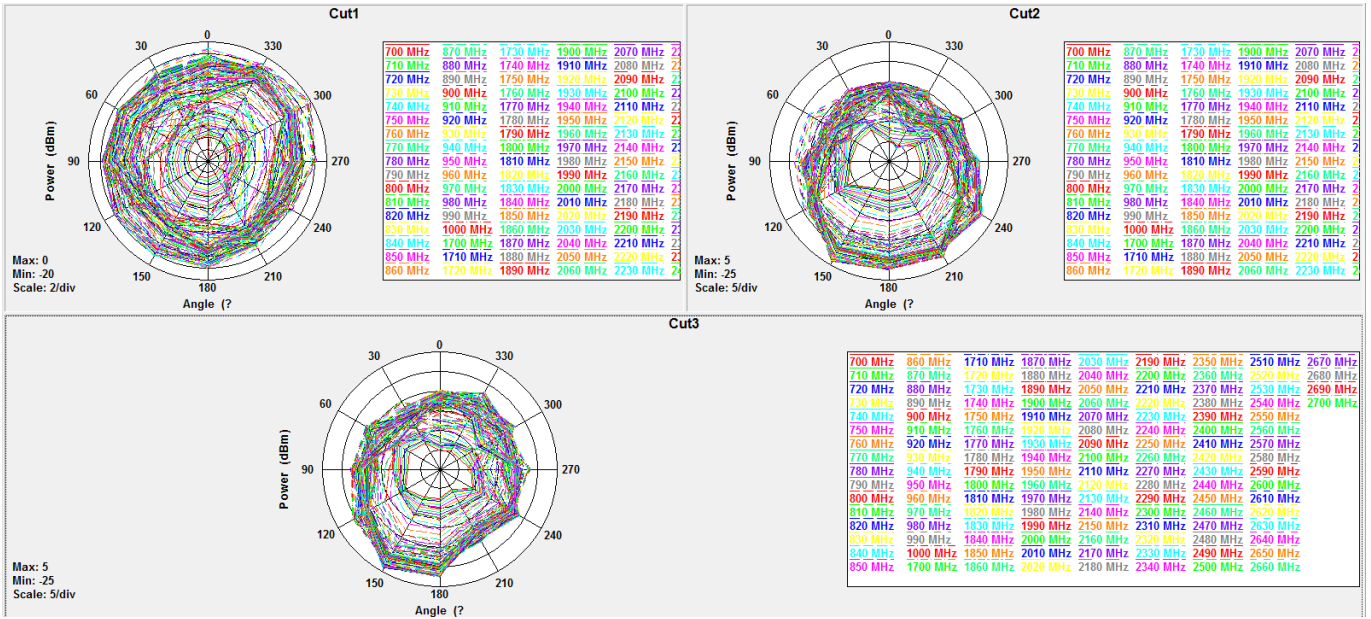 Cut1
0
30 330
60 300
90 270
120 240
150 210
180
Power (dBm)
Angle (?
Max: 0
Min: -20
Scale: 2/div
700 MHz 870 MHz 1730 MHz 1900 MHz 2070 MHz
710 MHz 880 MHz 1740 MHz 1910 MHz 2080 MHz
720 MHz 890 MHz 1750 MHz 1920 MHz 2090 MHz
730 MHz 900 MHz 1760 MHz 1930 MHz 2100 MHz
740 MHz 910 MHz 1770 MHz 1940 MHz 2110 MHz
750 MHz 920 MHz 1780 MHz 1950 MHz 2120 MHz
760 MHz 930 MHz 1790 MHz 1960 MHz 2130 MHz
770 MHz 940 MHz 1800 MHz 1970 MHz 2140 MHz
780 MHz 950 MHz 1810 MHz 1980 MHz 2150 MHz
790 MHz 960 MHz 1820 MHz 1990 MHz 2160 MHz
800 MHz 970 MHz 1830 MHz 2000 MHz 2170 MHz
810 MHz 980 MHz 1840 MHz 2010 MHz 2180 MHz
820 MHz 990 MHz 1850 MHz 2020 MHz 2190 MHz
830 MHz 1000 MHz 1860 MHz 2030 MHz 2200 MHz
840 MHz 1700 MHz 1870 MHz 2040 MHz 2210 MHz
850 MHz 1710 MHz 1880 MHz 2050 MHz 2220 MHz
860 MHz 1720 MHz 1890 MHz 2060 MHz 2230 MHz
Cut2
0
30 330
60 300
90 270
120 240
150 210
180
Power (dBm)
Angle (?
Max: 5
Min: -25
Scale: 5/div
700 MHz 870 MHz 1730 MHz 1900 MHz 2070 MHz
710 MHz 880 MHz 1740 MHz 1910 MHz 2080 MHz
720 MHz 890 MHz 1750 MHz 1920 MHz 2090 MHz
730 MHz 900 MHz 1760 MHz 1930 MHz 2100 MHz
740 MHz 910 MHz 1770 MHz 1940 MHz 2110 MHz
750 MHz 920 MHz 1780 MHz 1950 MHz 2120 MHz
760 MHz 930 MHz 1790 MHz 1960 MHz 2130 MHz
770 MHz 940 MHz 1800 MHz 1970 MHz 2140 MHz
780 MHz 950 MHz 1810 MHz 1980 MHz 2150 MHz
790 MHz 960 MHz 1820 MHz 1990 MHz 2160 MHz
800 MHz 970 MHz 1830 MHz 2000 MHz 2170 MHz
810 MHz 980 MHz 1840 MHz 2010 MHz 2180 MHz
820 MHz 990 MHz 1850 MHz 2020 MHz 2190 MHz
830 MHz 1000 MHz 1860 MHz 2030 MHz 2200 MHz
840 MHz 1700 MHz 1870 MHz 2040 MHz 2210 MHz
850 MHz 1710 MHz 1880 MHz 2050 MHz 2220 MHz
860 MHz 1720 MHz 1890 MHz 2060 MHz 2230 MHz
Cut3
0
30 330
60 300
90 270
120 240
150 210
180
Power (dBm)
Angle (?
Max: 5
Min: -25
Scale: 5/div
700 MHz 860 MHz 1710 MHz 1870 MHz 2030 MHz 2190 MHz 2350 MHz 2510 MHz 2670 MHz
710 MHz 870 MHz 1720 MHz 1880 MHz 2040 MHz 2200 MHz 2360 MHz 2520 MHz 2680 MHz
720 MHz 880 MHz 1730 MHz 1890 MHz 2050 MHz 2210 MHz 2370 MHz 2530 MHz 2690 MHz
730 MHz 890 MHz 1740 MHz 1900 MHz 2060 MHz 2220 MHz 2380 MHz 2540 MHz 2700 MHz
740 MHz 900 MHz 1750 MHz 1910 MHz 2070 MHz 2230 MHz 2390 MHz 2550 MHz
750 MHz 910 MHz 1760 MHz 1920 MHz 2080 MHz 2240 MHz 2400 MHz 2560 MHz
760 MHz 920 MHz 1770 MHz 1930 MHz 2090 MHz 2250 MHz 2410 MHz 2570 MHz
770 MHz 930 MHz 1780 MHz 1940 MHz 2100 MHz 2260 MHz 2420 MHz 2580 MHz
780 MHz 940 MHz 1790 MHz 1950 MHz 2110 MHz 2270 MHz 2430 MHz 2590 MHz
790 MHz 950 MHz 1800 MHz 1960 MHz 2120 MHz 2280 MHz 2440 MHz 2600 MHz
800 MHz 960 MHz 1810 MHz 1970 MHz 2130 MHz 2290 MHz 2450 MHz 2610 MHz
810 MHz 970 MHz 1820 MHz 1980 MHz 2140 MHz 2300 MHz 2460 MHz 2620 MHz
820 MHz 980 MHz 1830 MHz 1990 MHz 2150 MHz 2310 MHz 2470 MHz 2630 MHz
830 MHz 990 MHz 1840 MHz 2000 MHz 2160 MHz 2320 MHz 2480 MHz 2640 MHz
840 MHz 1000 MHz 1850 MHz 2010 MHz 2170 MHz 2330 MHz 2490 MHz 2650 MHz
850 MHz 1700 MHz 1860 MHz 2020 MHz 2180 MHz 2340 MHz 2500 MHz 2660 MHz